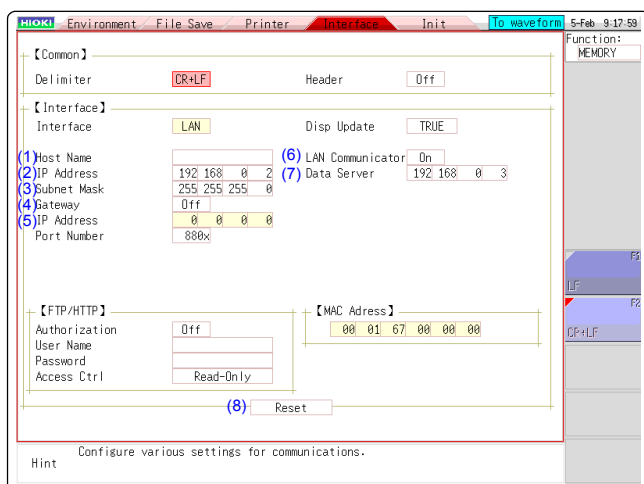 HIOKI Environment File Save Printer Interface Init To waveform 5-Feb 9:17:59
Function:
MEMORY
【Common】
Delimiter CR+LF Header Off
【Interface】
Interface LAN Disp Update TRUE
(1) Host Name (6) LAN Communicator On
(2) IP Address 192 168 0 2 (7) Data Server 192 168 0 3
(3) Subnet Mask 255 255 255 0
(4) Gateway Off
(5) IP Address 0 0 0 0
Port Number 880x
F1
LF
F2
CR+LF
【FTP/HTTP】 【MAC Adress】
Authorization Off 00 01 67 00 00 00
User Name
Password
Access Ctrl Read-Only
(8) Reset
Configure various settings for communications.
Hint